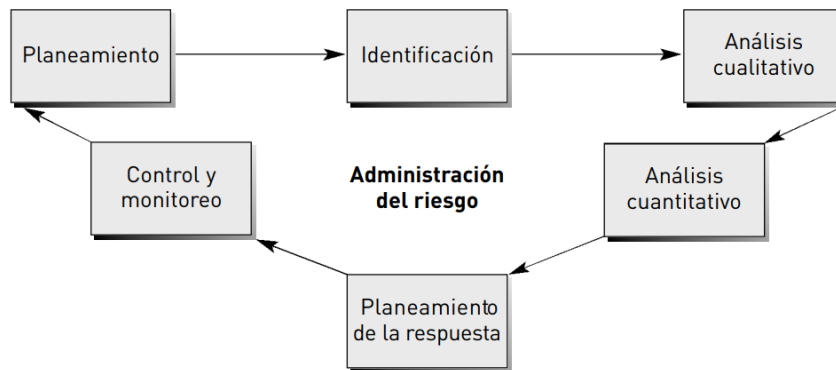 Planeamiento
Identificación
Análisis
cualitativo
Control y
monitoreo
Administración
del riesgo
Análisis
cuantitativo
Planeamiento
de la respuesta